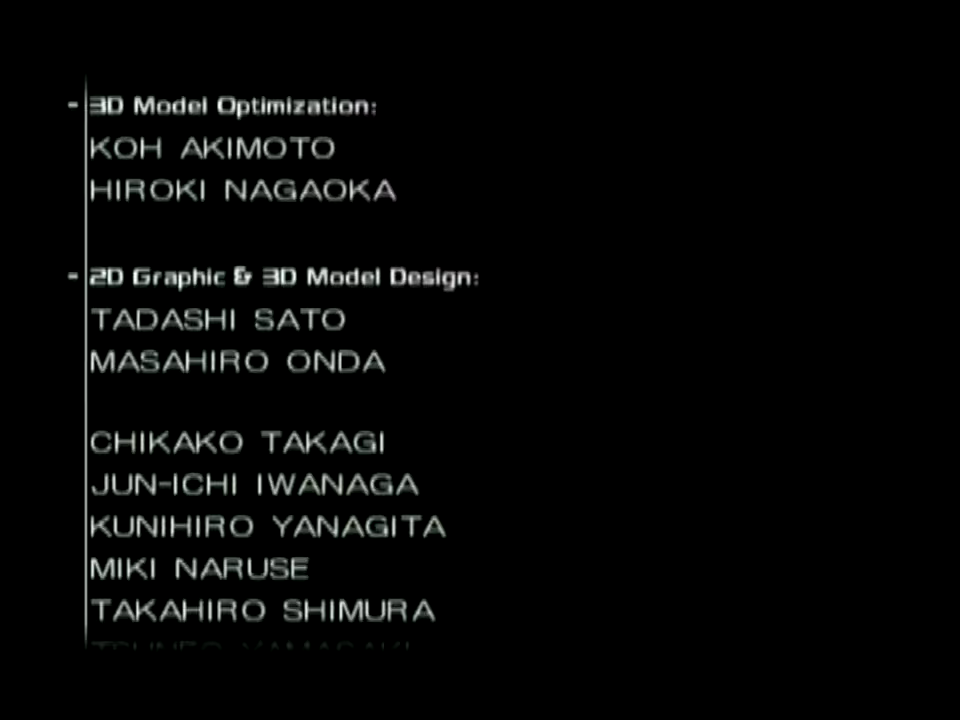 - 3D Model Optimization:
KOH AKIMOTO
HIROKI NAGAOKA
- 2D Graphic & 3D Model Design:
TADASHI SATO
MASAHIRO ONDA
CHIKAKO TAKAGI
JUN-ICHI IWANAGA
KUNIHIRO YANAGITA
MIKI NARUSE
TAKAHIRO SHIMURA